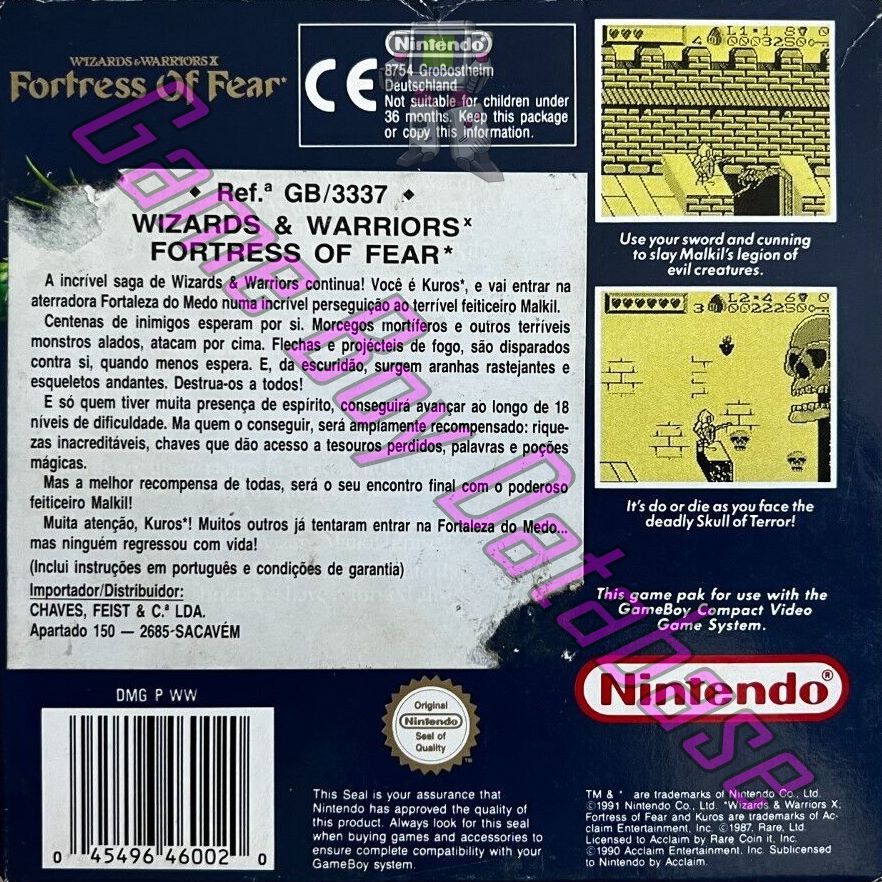 WIZARDS & WARRIORS X
Fortress Of Fear*
Nintendo
8754 Großostheim
Deutschland
Not suitable for children under
36 months. Keep this package
or copy this information.
CE
L1·1 8 0
4 0003250
Use your sword and cunning
to slay Malkil's legion of
evil creatures.
L2·4 6 0
3 0022250
It's do or die as you face the
deadly Skull of Terror!
◆ Ref.ª GB/3337 ◆
WIZARDS & WARRIORSˣ
FORTRESS OF FEAR*
A incrível saga de Wizards & Warriors continua! Você é Kuros*, e vai entrar na
aterradora Fortaleza do Medo numa incrível perseguição ao terrível feiticeiro Malkil.
Centenas de inimigos esperam por si. Morcegos mortíferos e outros terríveis
monstros alados, atacam por cima. Flechas e projécteis de fogo, são disparados
contra si, quando menos espera. E, da escuridão, surgem aranhas rastejantes e
esqueletos andantes. Destrua-os a todos!
E só quem tiver muita presença de espírito, conseguirá avançar ao longo de 18
níveis de dificuldade. Ma quem o conseguir, será amplamente recompensado: rique-
zas inacreditáveis, chaves que dão acesso a tesouros perdidos, palavras e poções
mágicas.
Mas a melhor recompensa de todas, será o seu encontro final com o poderoso
feiticeiro Malkil!
Muita atenção, Kuros*! Muitos outros já tentaram entrar na Fortaleza do Medo...
mas ninguém regressou com vida!
(Inclui instruções em português e condições de garantia)
Importador/Distribuidor:
CHAVES, FEIST & C.ª LDA.
Apartado 150 — 2685-SACAVÉM
This game pak for use with the
GameBoy Compact Video
Game System.
Nintendo®
DMG P WW
0 45496 46002 0
Original
Nintendo
Seal of
Quality
This Seal is your assurance that
Nintendo has approved the quality of
this product. Always look for this seal
when buying games and accessories to
ensure complete compatibility with your
GameBoy system.
TM & * are trademarks of Nintendo Co., Ltd.
©1991 Nintendo Co., Ltd. *Wizards & Warriors X,
Fortress of Fear and Kuros are trademarks of Ac-
claim Entertainment, Inc. ©1987, Rare, Ltd.
Licensed to Acclaim by Rare Coin it, Inc.
©1990 Acclaim Entertainment, Inc. Sublicensed
to Nintendo by Acclaim.
Game Boy Database